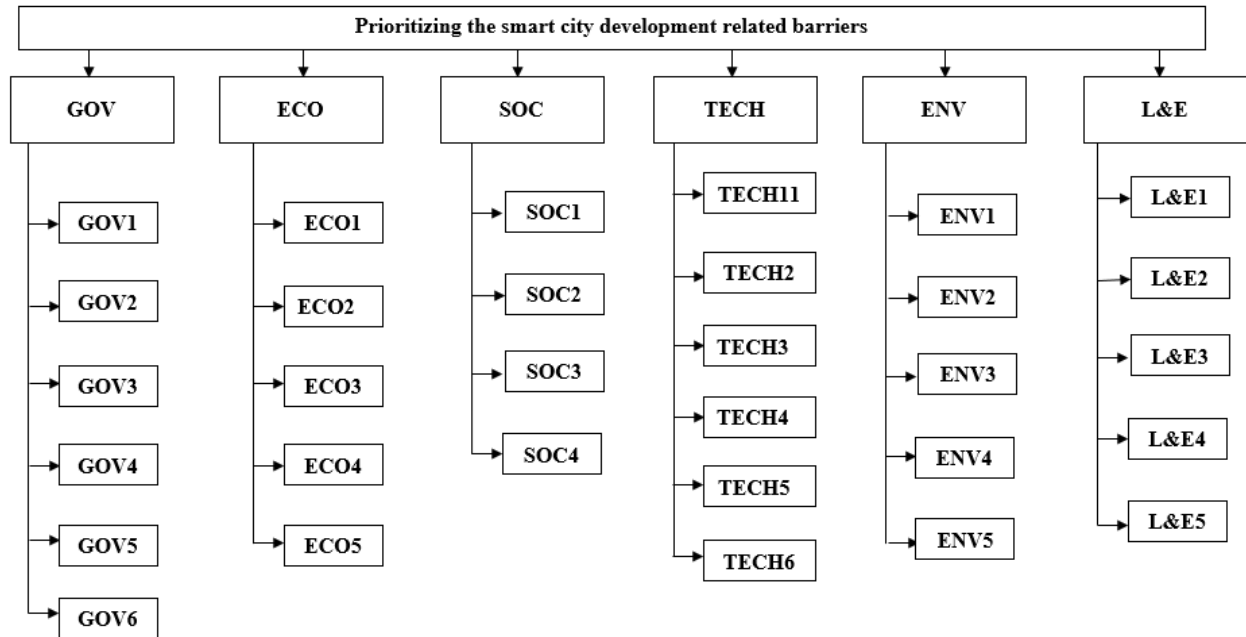 Prioritizing the smart city development related barriers
GOV
ECO
SOC
TECH
ENV
L&E
GOV1
GOV2
GOV3
GOV4
GOV5
GOV6
ECO1
ECO2
ECO3
ECO4
ECO5
SOC1
SOC2
SOC3
SOC4
TECH11
TECH2
TECH3
TECH4
TECH5
TECH6
ENV1
ENV2
ENV3
ENV4
ENV5
L&E1
L&E2
L&E3
L&E4
L&E5